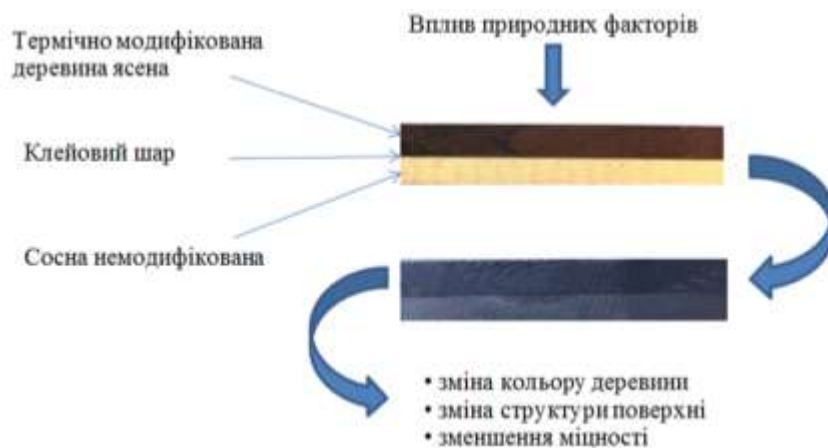 Вплив природних факторів
Термічно модифікована
деревина ясена
Клейовий шар
Сосна немодифікована
• зміна кольору деревини
• зміна структури поверхні
• зменшення міцності